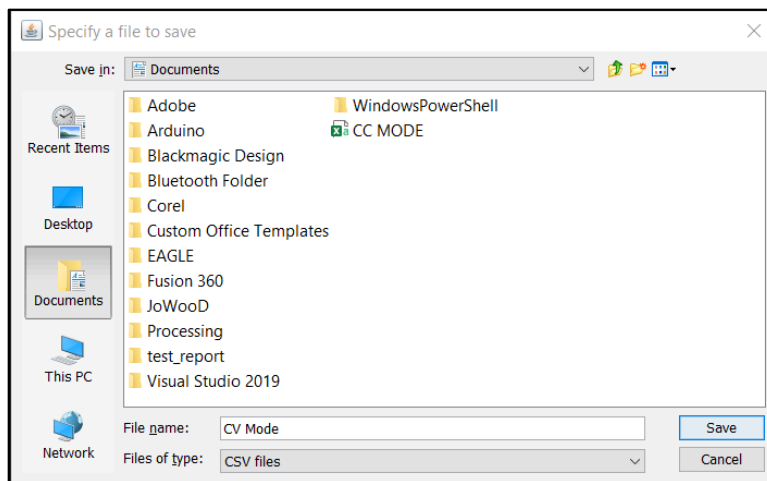 Specify a file to save
Save in: Documents
Recent Items
Desktop
Documents
This PC
Network
Adobe
Arduino
Blackmagic Design
Bluetooth Folder
Corel
Custom Office Templates
EAGLE
Fusion 360
JoWooD
Processing
test_report
Visual Studio 2019
WindowsPowerShell
CC MODE
File name: CV Mode
Save
Files of type: CSV files
Cancel